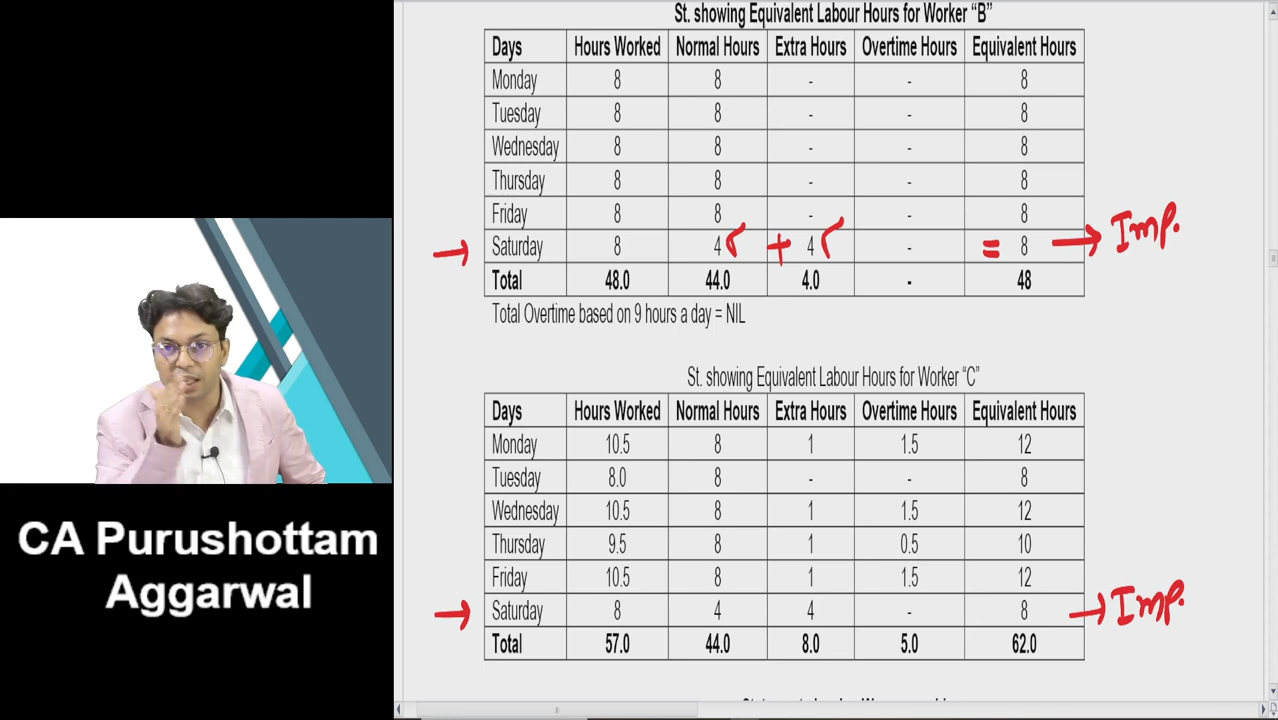 St. showing Equivalent Labour Hours for Worker “B”
Days Hours Worked Normal Hours Extra Hours Overtime Hours Equivalent Hours
Monday 8 8 - - 8
Tuesday 8 8 - - 8
Wednesday 8 8 - - 8
Thursday 8 8 - - 8
Friday 8 8 - - 8
→ Saturday 8 4 + 4 - = 8 → Imp.
Total 48.0 44.0 4.0 - 48
Total Overtime based on 9 hours a day = NIL
St. showing Equivalent Labour Hours for Worker “C”
Days Hours Worked Normal Hours Extra Hours Overtime Hours Equivalent Hours
Monday 10.5 8 1 1.5 12
Tuesday 8.0 8 - - 8
Wednesday 10.5 8 1 1.5 12
Thursday 9.5 8 1 0.5 10
Friday 10.5 8 1 1.5 12
→ Saturday 8 4 4 - 8 → Imp.
Total 57.0 44.0 8.0 5.0 62.0
CA Purushottam
Aggarwal